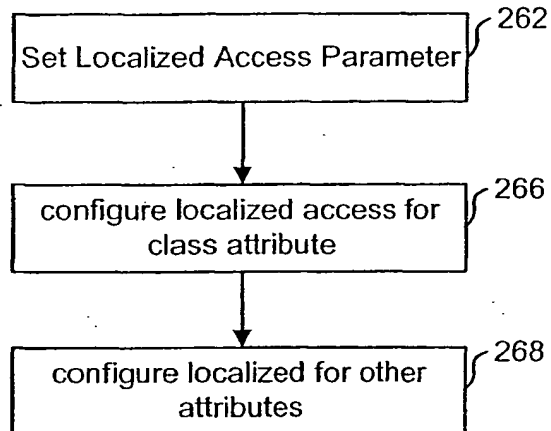 262
Set Localized Access Parameter
266
configure localized access for
class attribute
268
configure localized for other
attributes